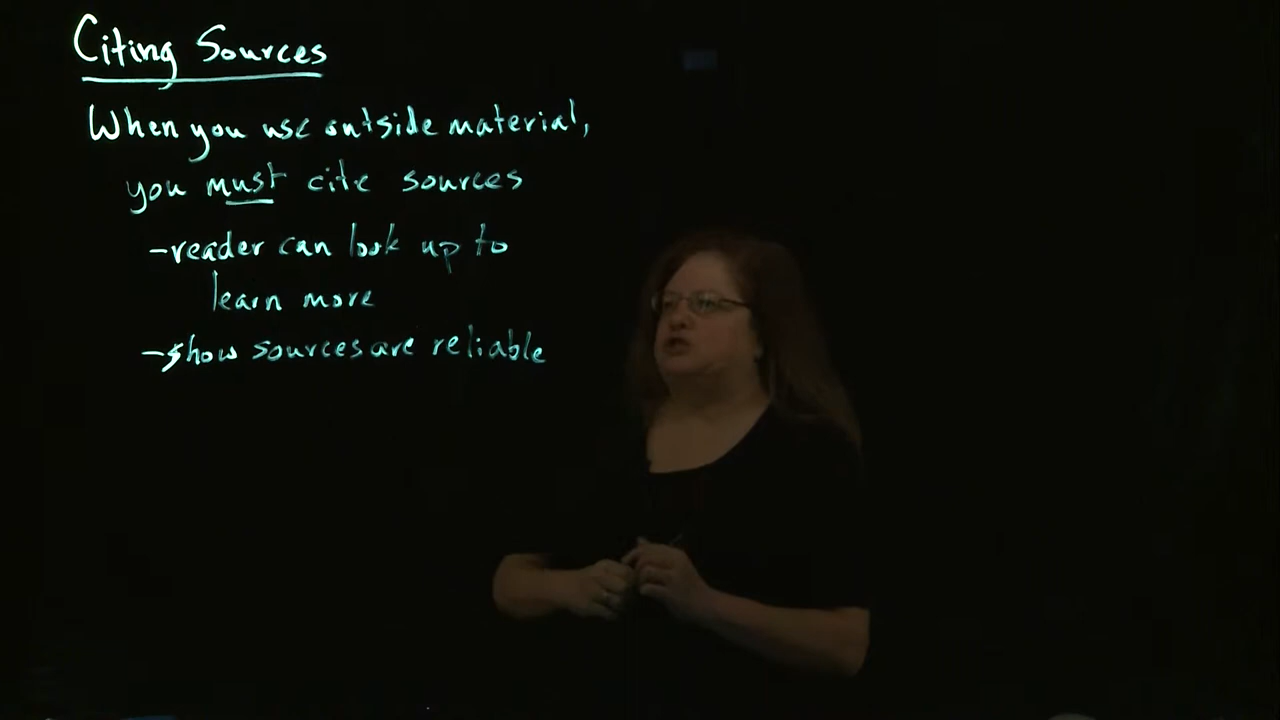 Citing Sources
When you use outside material,
you must cite sources
-reader can look up to
learn more
-show sources are reliable